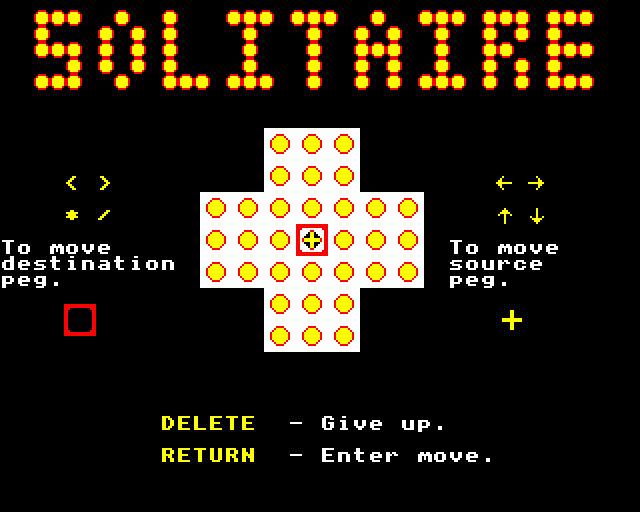 SOLITAIRE
< >
* /
To move
destination
peg.
← →
↑ ↓
To move
source
peg.
+
DELETE - Give up.
RETURN - Enter move.